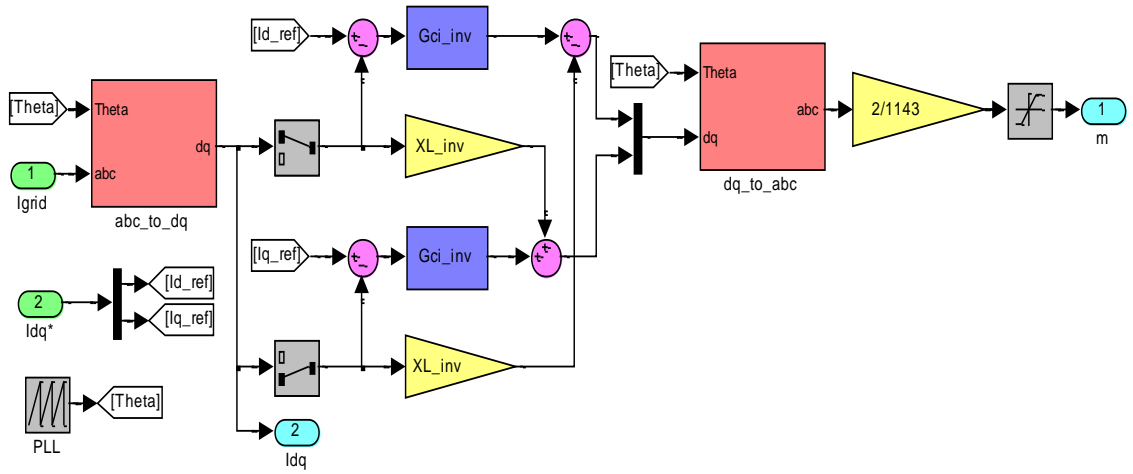 [Id_ref]
+
-
Gci_inv
+
-
[Theta]
Theta
dq
abc
dq_to_abc
2/1143
1
m
[Theta]
Theta
abc
dq
abc_to_dq
1
Igrid
XL_inv
[Iq_ref]
+
-
Gci_inv
+
+
2
Idq*
[Id_ref]
[Iq_ref]
XL_inv
[Theta]
PLL
2
Idq